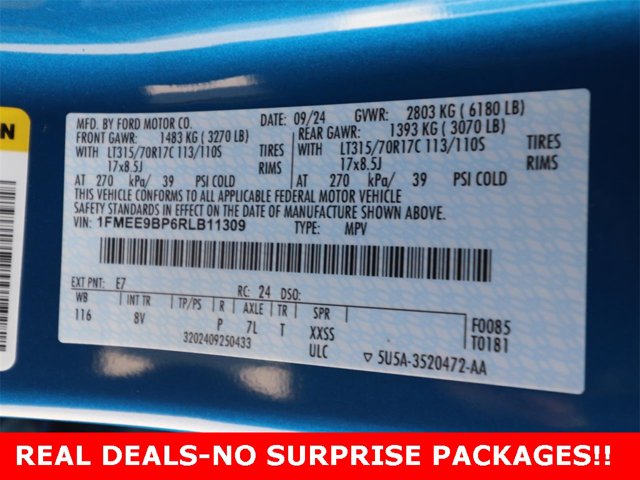 ON
MFD. BY FORD MOTOR CO. DATE: 09/24 GVWR: 2803 KG ( 6180 LB)
FRONT GAWR: 1483 KG ( 3270 LB) REAR GAWR: 1393 KG ( 3070 LB)
WITH LT315/70R17C 113/110S TIRES WITH LT315/70R17C 113/110S TIRES
17x8.5J RIMS 17x8.5J RIMS
AT 270 kPa/ 39 PSI COLD AT 270 kPa/ 39 PSI COLD
THIS VEHICLE CONFORMS TO ALL APPLICABLE FEDERAL MOTOR VEHICLE
SAFETY STANDARDS IN EFFECT ON THE DATE OF MANUFACTURE SHOWN ABOVE.
VIN: 1FMEE9BP6RLB11309 TYPE: MPV
EXT PNT: E7 RC: 24 DSO:
WB INT TR TP/PS R AXLE TR SPR F0085
116 8V P 7L T XXSS T0181
3202409250433 ULC 5U5A-3520472-AA
REAL DEALS-NO SURPRISE PACKAGES!!